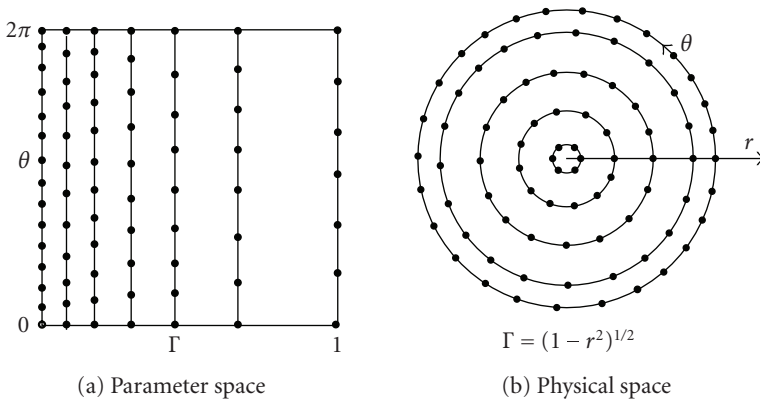 2π
θ
0
Γ
1
(a) Parameter space
θ
r
Γ = (1 − r²)^{1/2}
(b) Physical space